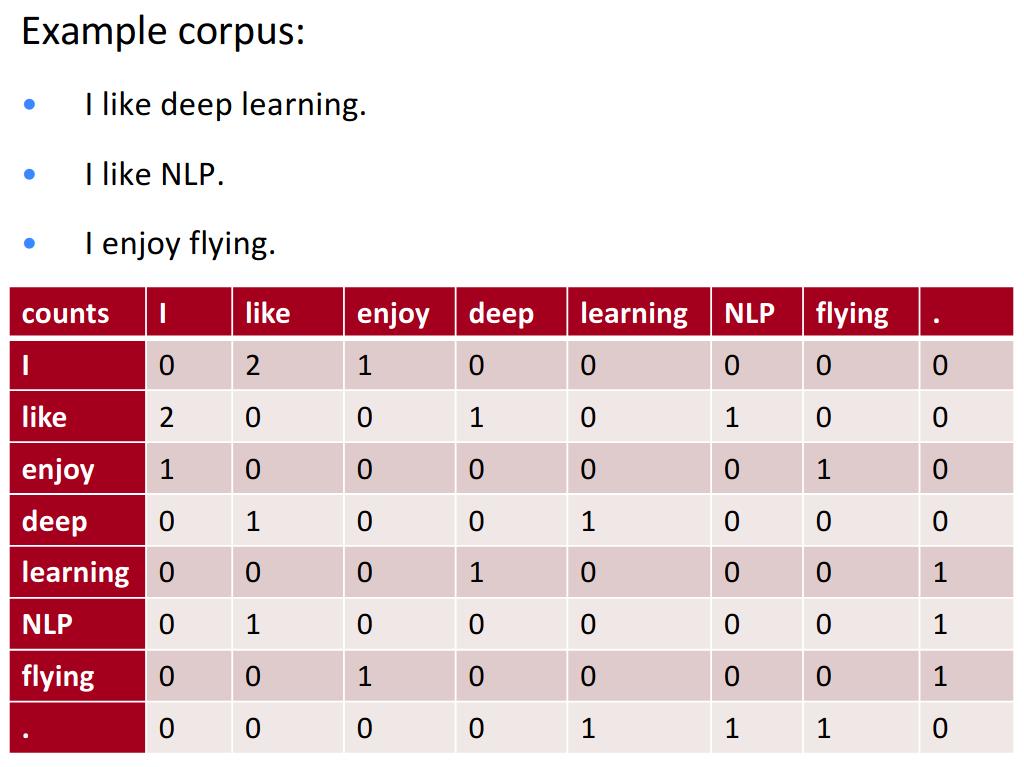 Example corpus:
• I like deep learning.
• I like NLP.
• I enjoy flying.
counts I like enjoy deep learning NLP flying .
I 0 2 1 0 0 0 0 0
like 2 0 0 1 0 1 0 0
enjoy 1 0 0 0 0 0 1 0
deep 0 1 0 0 1 0 0 0
learning 0 0 0 1 0 0 0 1
NLP 0 1 0 0 0 0 0 1
flying 0 0 1 0 0 0 0 1
. 0 0 0 0 1 1 1 0